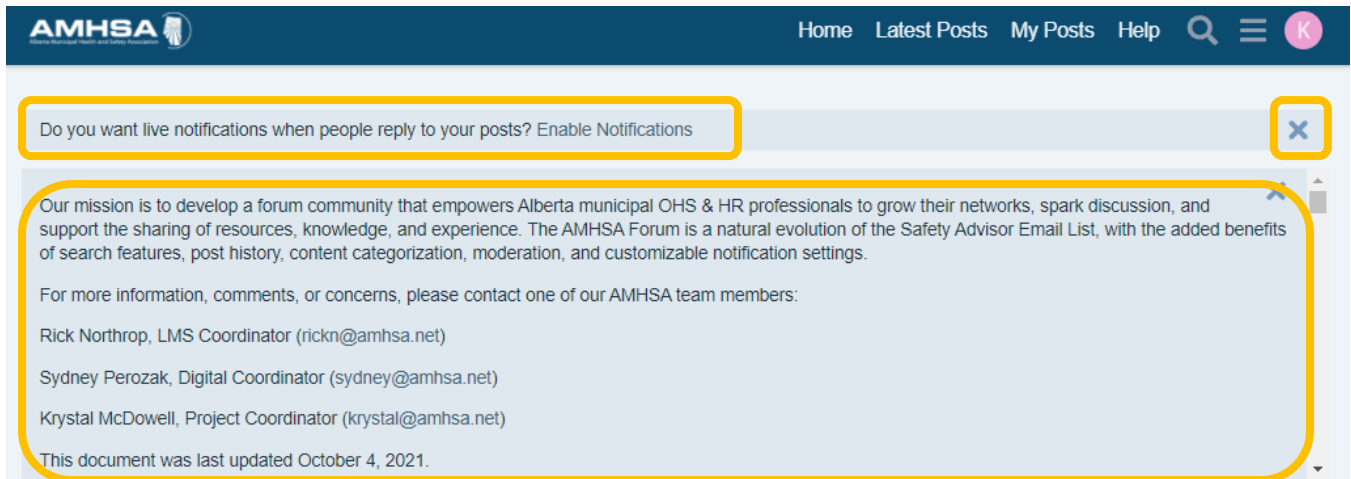 AMHSA
Alberta Municipal Health and Safety Association
Home Latest Posts My Posts Help K
Do you want live notifications when people reply to your posts? Enable Notifications
Our mission is to develop a forum community that empowers Alberta municipal OHS & HR professionals to grow their networks, spark discussion, and
support the sharing of resources, knowledge, and experience. The AMHSA Forum is a natural evolution of the Safety Advisor Email List, with the added benefits
of search features, post history, content categorization, moderation, and customizable notification settings.
For more information, comments, or concerns, please contact one of our AMHSA team members:
Rick Northrop, LMS Coordinator (rickn@amhsa.net)
Sydney Perozak, Digital Coordinator (sydney@amhsa.net)
Krystal McDowell, Project Coordinator (krystal@amhsa.net)
This document was last updated October 4, 2021.